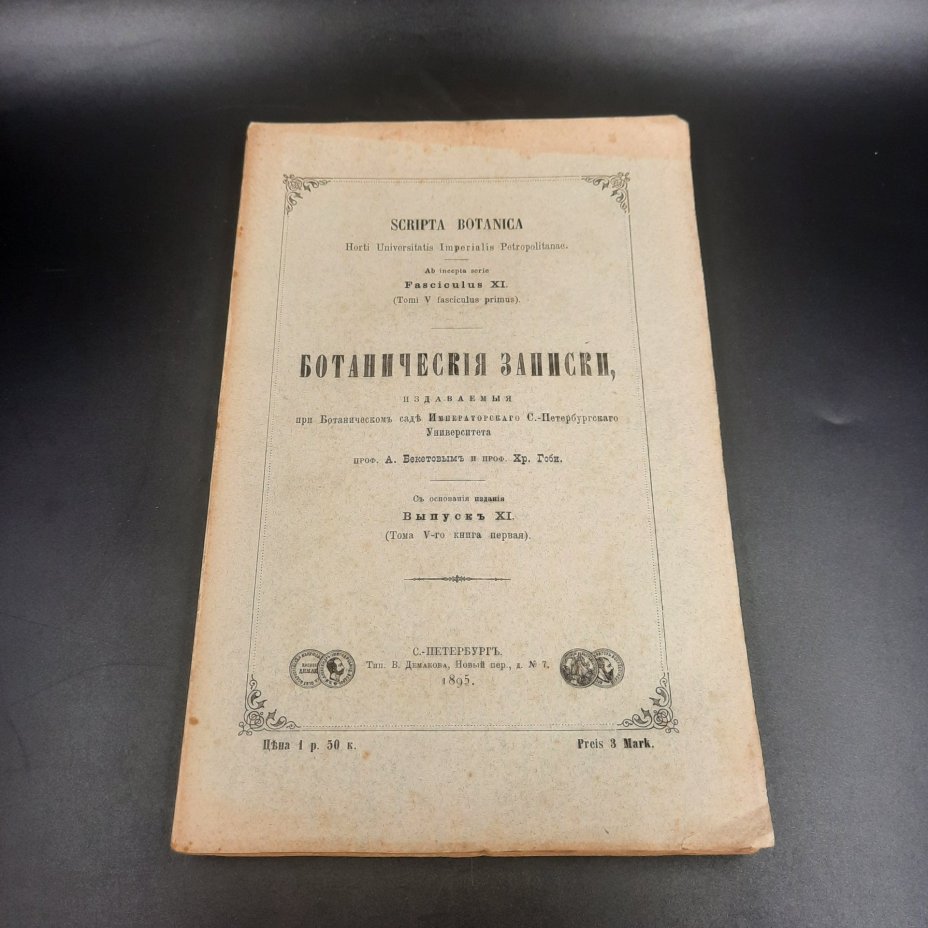 SCRIPTA BOTANICA
Horti Universitatis Imperialis Petropolitanae.
Ab incepta serie
Fasciculus XI.
(Tomi V fasciculus primus).
БОТАНИЧЕСКІЯ ЗАПИСКИ,
ИЗДАВАЕМЫЯ
при Ботаническомъ садѣ ИМПЕРАТОРСКАГО С.-Петербургскаго
Университета
ПРОФ. А. Бекетовымъ и ПРОФ. Хр. Гоби.
Съ основанія изданія
Выпускъ XI.
(Тома V-го книга первая).
С.-ПЕТЕРБУРГЪ.
Тип. В. Демакова, Новый пер., д. № 7.
1895.
Цѣна 1 р. 50 к.
Preis 3 Mark.